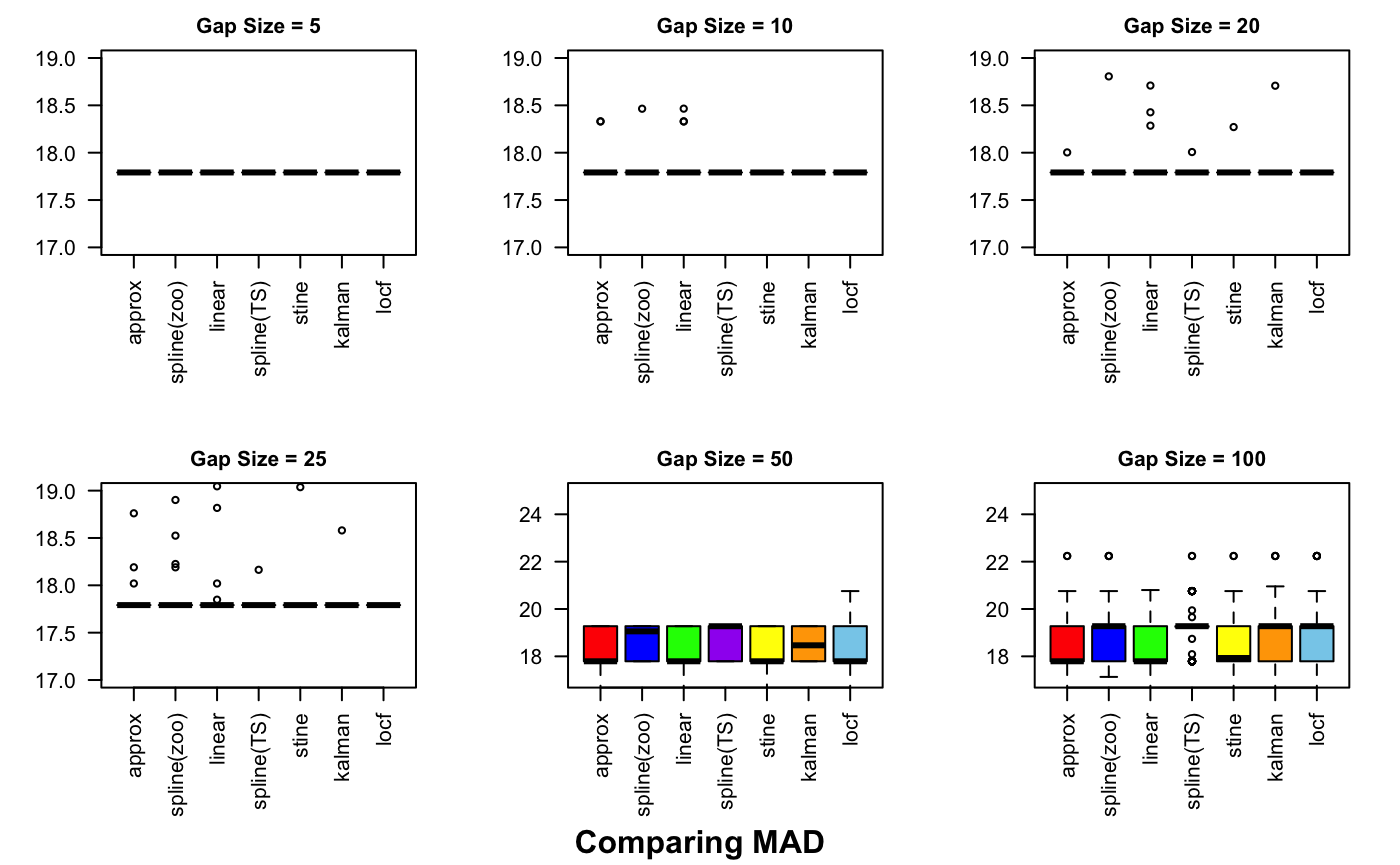 Gap Size = 5
19.0
18.5
18.0
17.5
17.0
approx
spline(zoo)
linear
spline(TS)
stine
kalman
locf
Gap Size = 10
19.0
18.5
18.0
17.5
17.0
approx
spline(zoo)
linear
spline(TS)
stine
kalman
locf
Gap Size = 20
19.0
18.5
18.0
17.5
17.0
approx
spline(zoo)
linear
spline(TS)
stine
kalman
locf
Gap Size = 25
19.0
18.5
18.0
17.5
17.0
approx
spline(zoo)
linear
spline(TS)
stine
kalman
locf
Gap Size = 50
24
22
20
18
approx
spline(zoo)
linear
spline(TS)
stine
kalman
locf
Gap Size = 100
24
22
20
18
approx
spline(zoo)
linear
spline(TS)
stine
kalman
locf
Comparing MAD